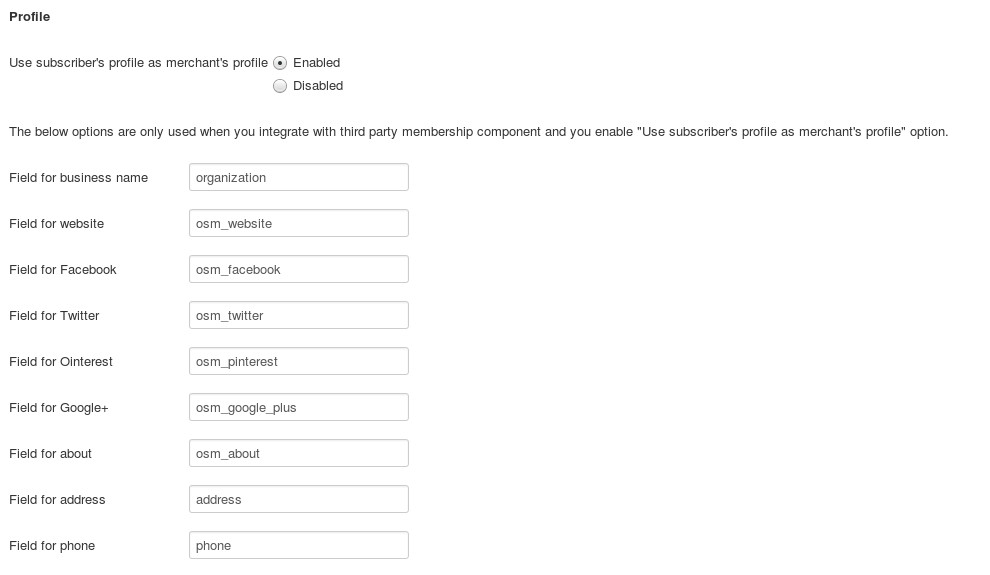 Profile
Use subscriber's profile as merchant's profile Enabled
Disabled
The below options are only used when you integrate with third party membership component and you enable "Use subscriber's profile as merchant's profile" option.
Field for business name organization
Field for website osm_website
Field for Facebook osm_facebook
Field for Twitter osm_twitter
Field for Ointerest osm_pinterest
Field for Google+ osm_google_plus
Field for about osm_about
Field for address address
Field for phone phone